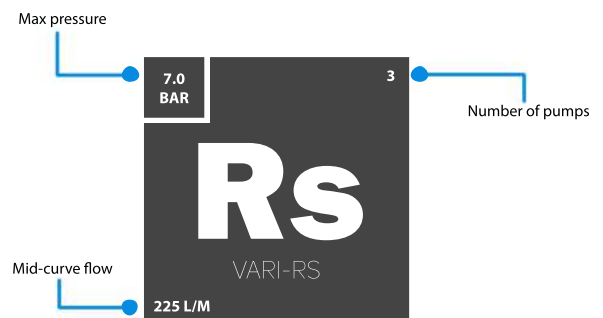 Max pressure
7.0
BAR
3
Number of pumps
Rs
VARI-RS
Mid-curve flow
225 L/M